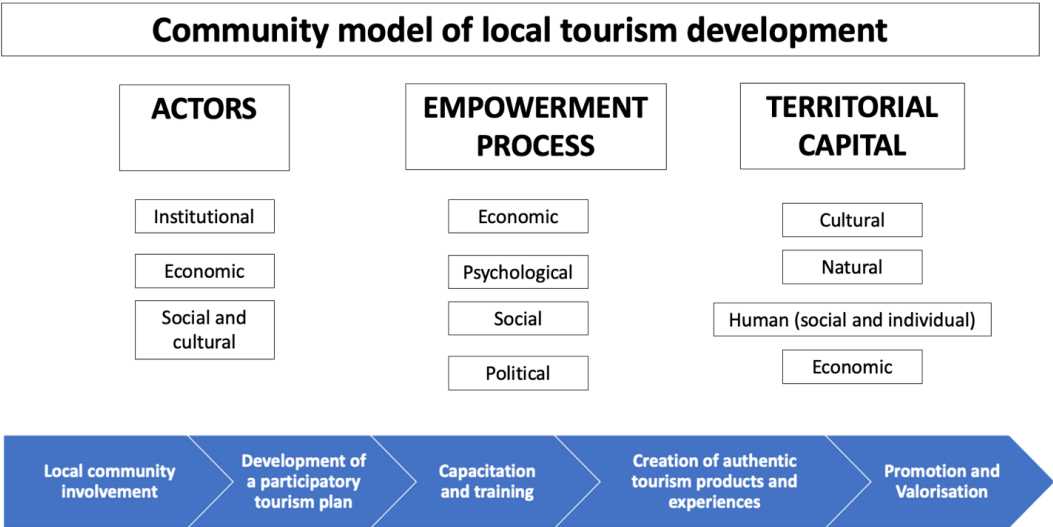 Community model of local tourism development
ACTORS
EMPOWERMENT
PROCESS
TERRITORIAL
CAPITAL
Institutional
Economic
Social and
cultural
Economic
Psychological
Social
Political
Cultural
Natural
Human (social and individual)
Economic
Local community
involvement
Development of
a participatory
tourism plan
Capacitation
and training
Creation of authentic
tourism products and
experiences
Promotion and
Valorisation